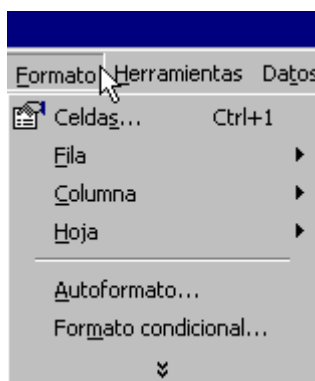 Formato Herramientas Datos
Celdas... Ctrl+1
Fila
Columna
Hoja
Autoformato...
Formato condicional...